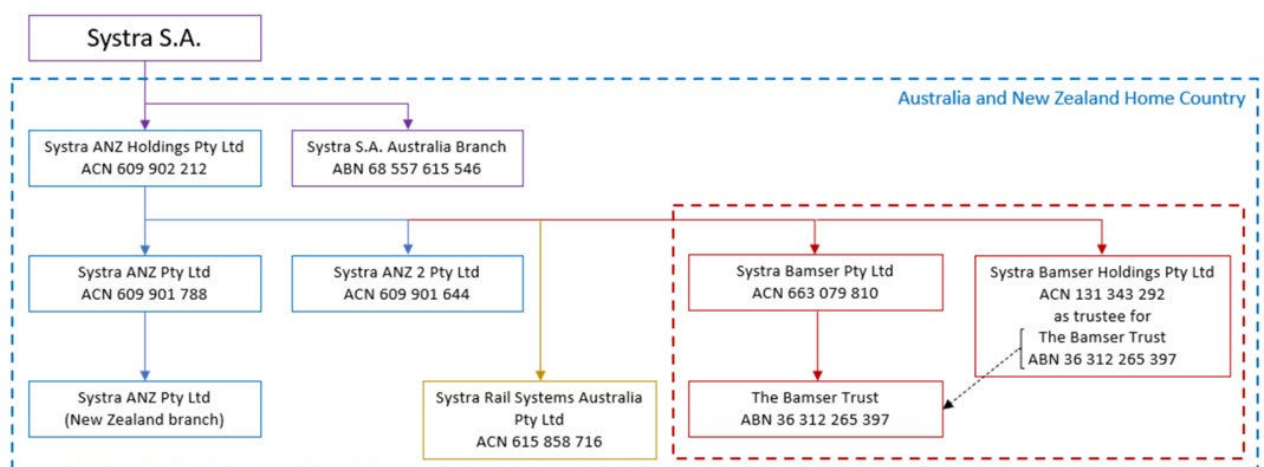 Systra S.A.
Australia and New Zealand Home Country
Systra ANZ Holdings Pty Ltd
ACN 609 902 212
Systra S.A. Australia Branch
ABN 68 557 615 546
Systra ANZ Pty Ltd
ACN 609 901 788
Systra ANZ 2 Pty Ltd
ACN 609 901 644
Systra Bamser Pty Ltd
ACN 663 079 810
Systra Bamser Holdings Pty Ltd
ACN 131 343 292
as trustee for
The Bamser Trust
ABN 36 312 265 397
Systra ANZ Pty Ltd
(New Zealand branch)
Systra Rail Systems Australia
Pty Ltd
ACN 615 858 716
The Bamser Trust
ABN 36 312 265 397